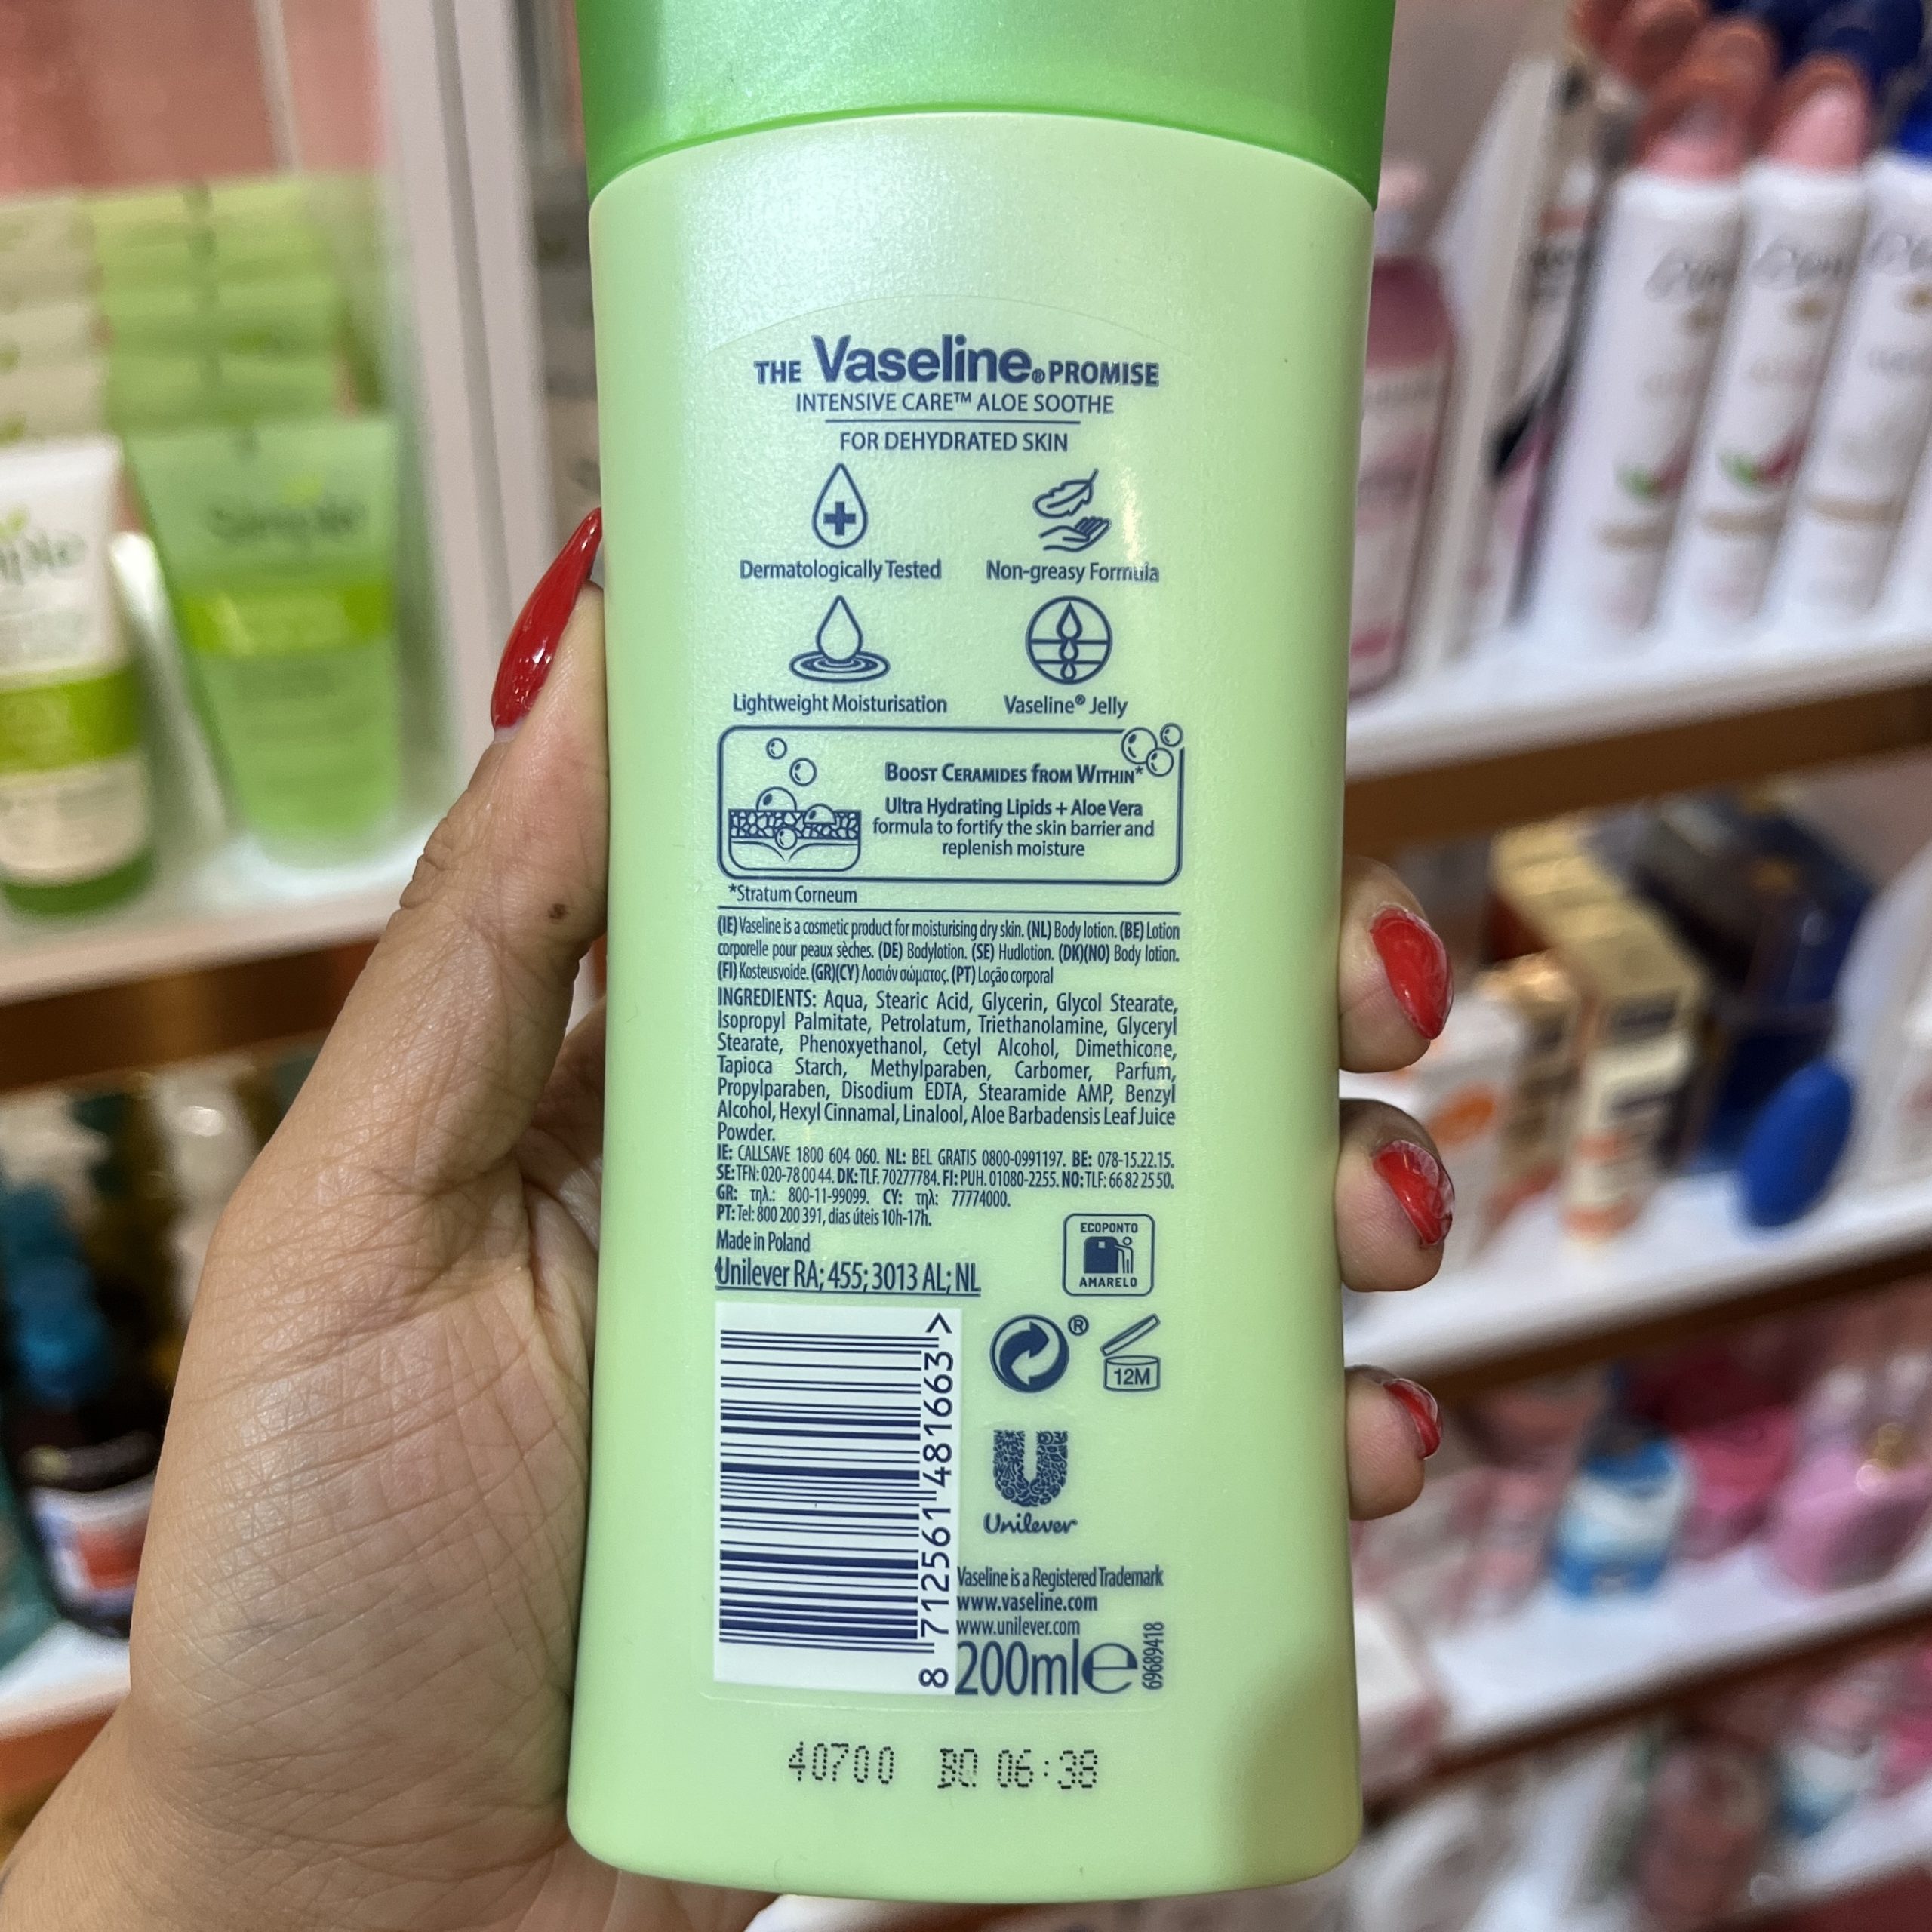 THE Vaseline® PROMISE
INTENSIVE CARE™ ALOE SOOTHE
FOR DEHYDRATED SKIN
Dermatologically Tested
Non-greasy Formula
Lightweight Moisturisation
Vaseline® Jelly
BOOST CERAMIDES FROM WITHIN*
Ultra Hydrating Lipids + Aloe Vera
formula to fortify the skin barrier and
replenish moisture
*Stratum Corneum
(IE) Vaseline is a cosmetic product for moisturising dry skin. (NL) Body lotion. (BE) Lotion
corporelle pour peaux sèches. (DE) Bodylotion. (SE) Hudlotion. (DK)(NO) Body lotion.
(FI) Kosteusvoide. (GR)(CY) Λοσιόν σώματος. (PT) Loção corporal
INGREDIENTS: Aqua, Stearic Acid, Glycerin, Glycol Stearate,
Isopropyl Palmitate, Petrolatum, Triethanolamine, Glyceryl
Stearate, Phenoxyethanol, Cetyl Alcohol, Dimethicone,
Tapioca Starch, Methylparaben, Carbomer, Parfum,
Propylparaben, Disodium EDTA, Stearamide AMP, Benzyl
Alcohol, Hexyl Cinnamal, Linalool, Aloe Barbadensis Leaf Juice
Powder.
IE: CALLSAVE 1800 604 060. NL: BEL GRATIS 0800-0991197. BE: 078-15.22.15.
SE: TFN: 020-78 00 44. DK: TLF. 70277784. FI: PUH. 01080-2255. NO: TLF: 66 82 25 50.
GR: τηλ.: 800-11-99099. CY: τηλ: 77774000.
PT: Tel: 800 200 391, dias úteis 10h-17h.
Made in Poland
Unilever RA; 455; 3013 AL; NL
ECOPONTO
AMARELO
®
12M
8 712561 481663 >
Unilever
Vaseline is a Registered Trademark
www.vaseline.com
www.unilever.com
200ml e
69689418
40700 BQ 06:38
Simple